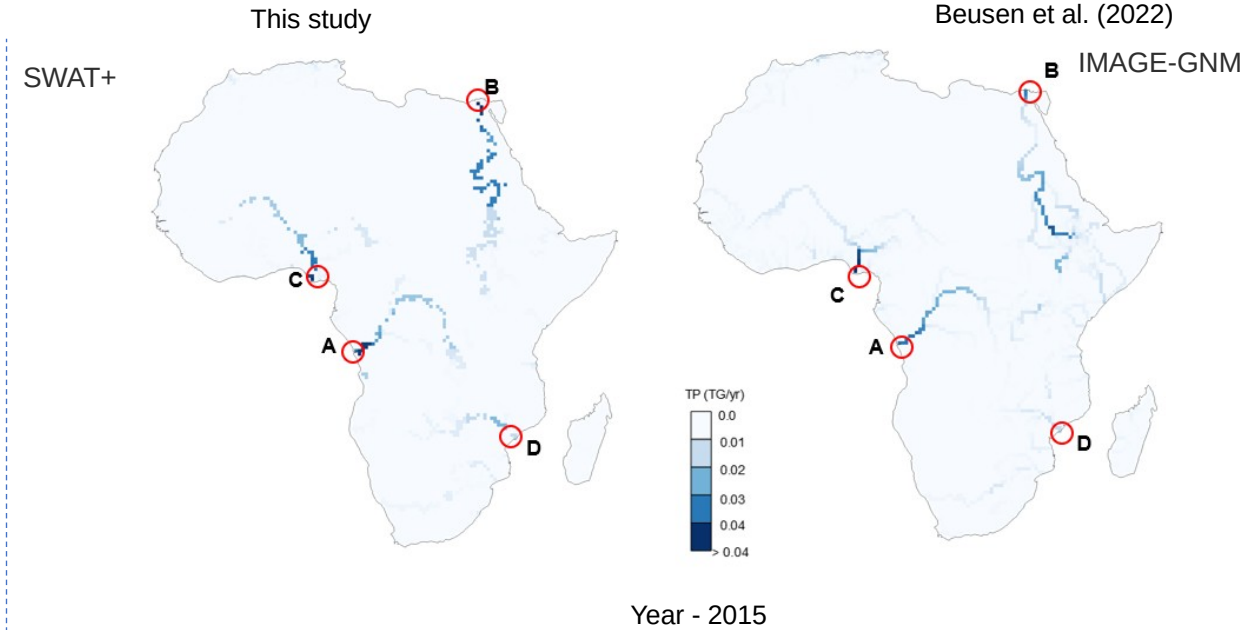 This study
Beusen et al. (2022)
SWAT+
IMAGE-GNM
B
B
C
C
A
A
D
D
TP (TG/yr)
0.0
0.01
0.02
0.03
0.04
> 0.04
Year - 2015